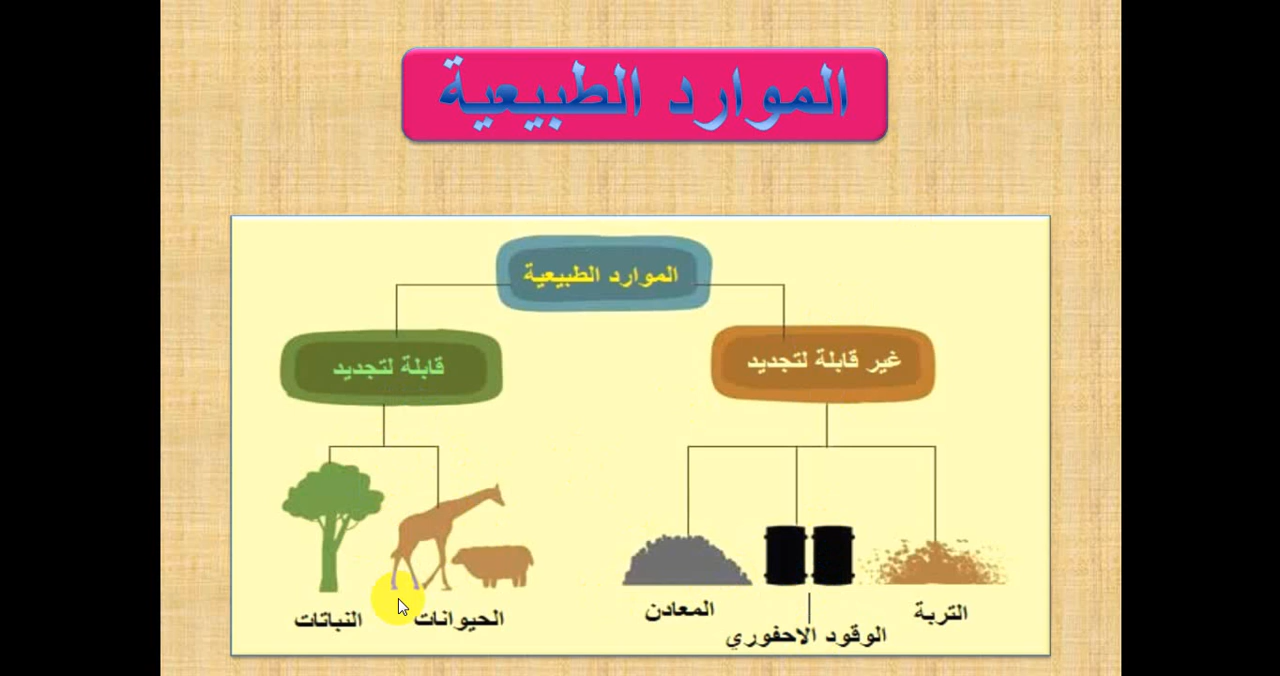 الموارد الطبيعية
الموارد الطبيعية
غير قابلة لتجديد
قابلة لتجديد
التربة
الوقود الاحفوري
المعادن
الحيوانات
النباتات